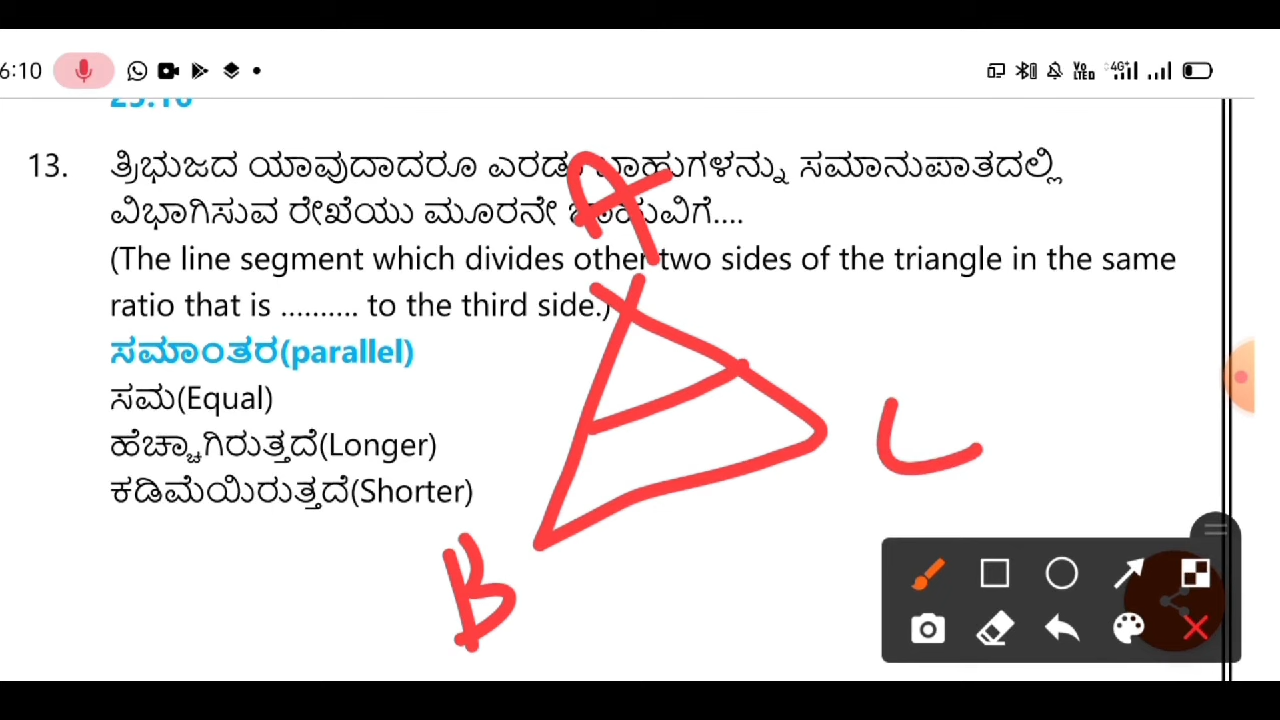 6:10
VoLTED 4G+
13. ತ್ರಿಭುಜದ ಯಾವುದಾದರೂ ಎರಡು ಬಾಹುಗಳನ್ನು ಸಮಾನುಪಾತದಲ್ಲಿ
ವಿಭಾಗಿಸುವ ರೇಖೆಯು ಮೂರನೇ ಬಾಹುವಿಗೆ....
(The line segment which divides other two sides of the triangle in the same
ratio that is .......... to the third side.)
ಸಮಾಂತರ(parallel)
ಸಮ(Equal)
ಹೆಚ್ಚಾಗಿರುತ್ತದೆ(Longer)
ಕಡಿಮೆಯಿರುತ್ತದೆ(Shorter)
A
B
C